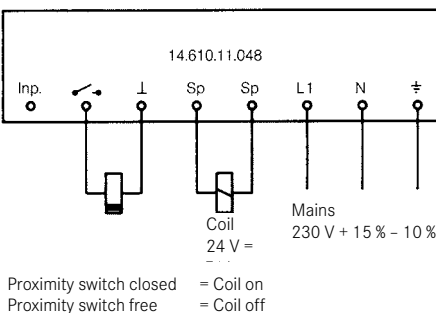 14.610.11.048
Inp. ⊥ Sp Sp L1 N ⏚
Coil
24 V =
Mains
230 V + 15 % – 10 %
Proximity switch closed = Coil on
Proximity switch free = Coil off